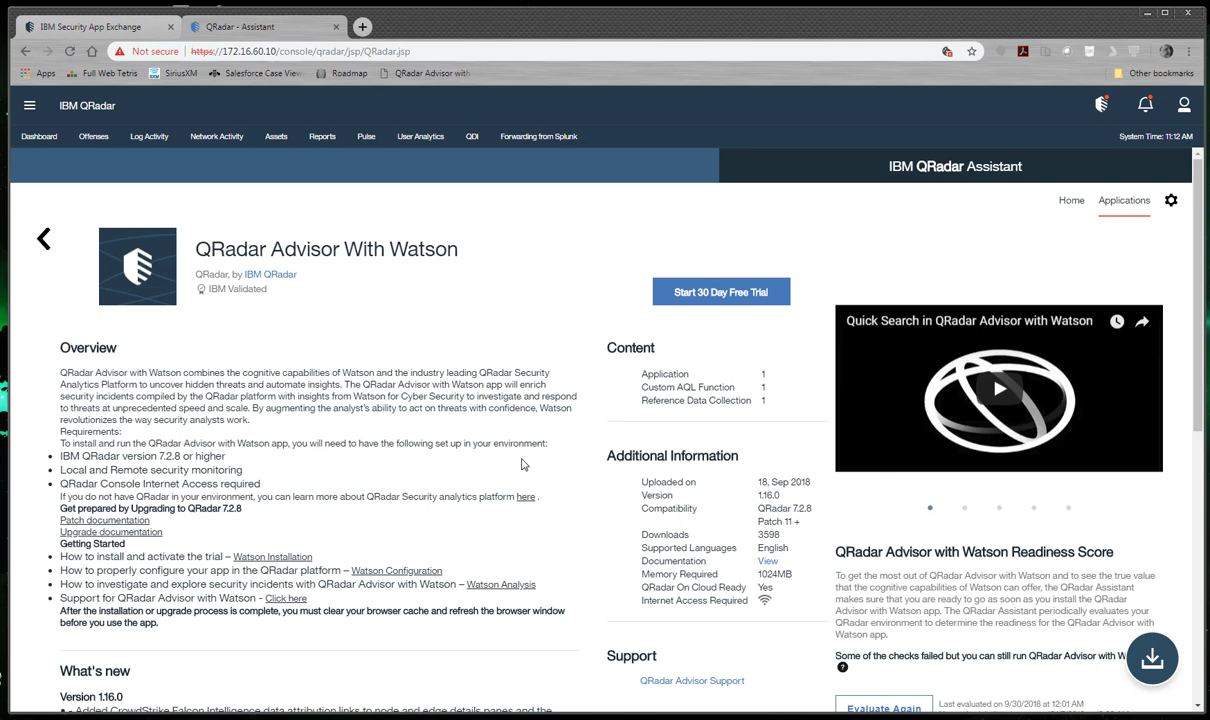 IBM Security App Exchange
QRadar - Assistant
Not secure
https://172.16.60.10/console/qradar/jsp/QRadar.jsp
Apps
Full Web Tetris
SiriusXM
Salesforce Case View
Roadmap
QRadar Advisor with
Other bookmarks
IBM QRadar
Dashboard
Offenses
Log Activity
Network Activity
Assets
Reports
Pulse
User Analytics
QDI
Forwarding from Splunk
System Time: 11:12 AM
IBM QRadar Assistant
Home
Applications
QRadar Advisor With Watson
QRadar, by IBM QRadar
IBM Validated
Start 30 Day Free Trial
Overview
QRadar Advisor with Watson combines the cognitive capabilities of Watson and the industry leading QRadar Security
Analytics Platform to uncover hidden threats and automate insights. The QRadar Advisor with Watson app will enrich
security incidents compiled by the QRadar platform with insights from Watson for Cyber Security to investigate and respond
to threats at unprecedented speed and scale. By augmenting the analyst's ability to act on threats with confidence, Watson
revolutionizes the way security analysts work.
Requirements:
To install and run the QRadar Advisor with Watson app, you will need to have the following set up in your environment:
IBM QRadar version 7.2.8 or higher
Local and Remote security monitoring
QRadar Console Internet Access required
If you do not have QRadar in your environment, you can learn more about QRadar Security analytics platform here .
Get prepared by Upgrading to QRadar 7.2.8
Patch documentation
Upgrade documentation
Getting Started
How to install and activate the trial – Watson Installation
How to properly configure your app in the QRadar platform – Watson Configuration
How to investigate and explore security incidents with QRadar Advisor with Watson – Watson Analysis
Support for QRadar Advisor with Watson - Click here
After the installation or upgrade process is complete, you must clear your browser cache and refresh the browser window
before you use the app.
What's new
Version 1.16.0
- Added CrowdStrike Falcon Intelligence data attribution links to node and edge details panes and the
Content
Application 1
Custom AQL Function 1
Reference Data Collection 1
Additional Information
Uploaded on 18, Sep 2018
Version 1.16.0
Compatibility QRadar 7.2.8
Patch 11 +
Downloads 3598
Supported Languages English
Documentation View
Memory Required 1024MB
QRadar On Cloud Ready Yes
Internet Access Required
Support
QRadar Advisor Support
Quick Search in QRadar Advisor with Watson
QRadar Advisor with Watson Readiness Score
To get the most out of QRadar Advisor with Watson and to see the true value
that the cognitive capabilities of Watson can offer, the QRadar Assistant
makes sure that you are ready to go as soon as you install the QRadar
Advisor with Watson app. The QRadar Assistant periodically evaluates your
QRadar environment to determine the readiness for the QRadar Advisor with
Watson app.
Some of the checks failed but you can still run QRadar Advisor with W
?
Evaluate Again
Last evaluated on 9/30/2018 at 12:01 AM